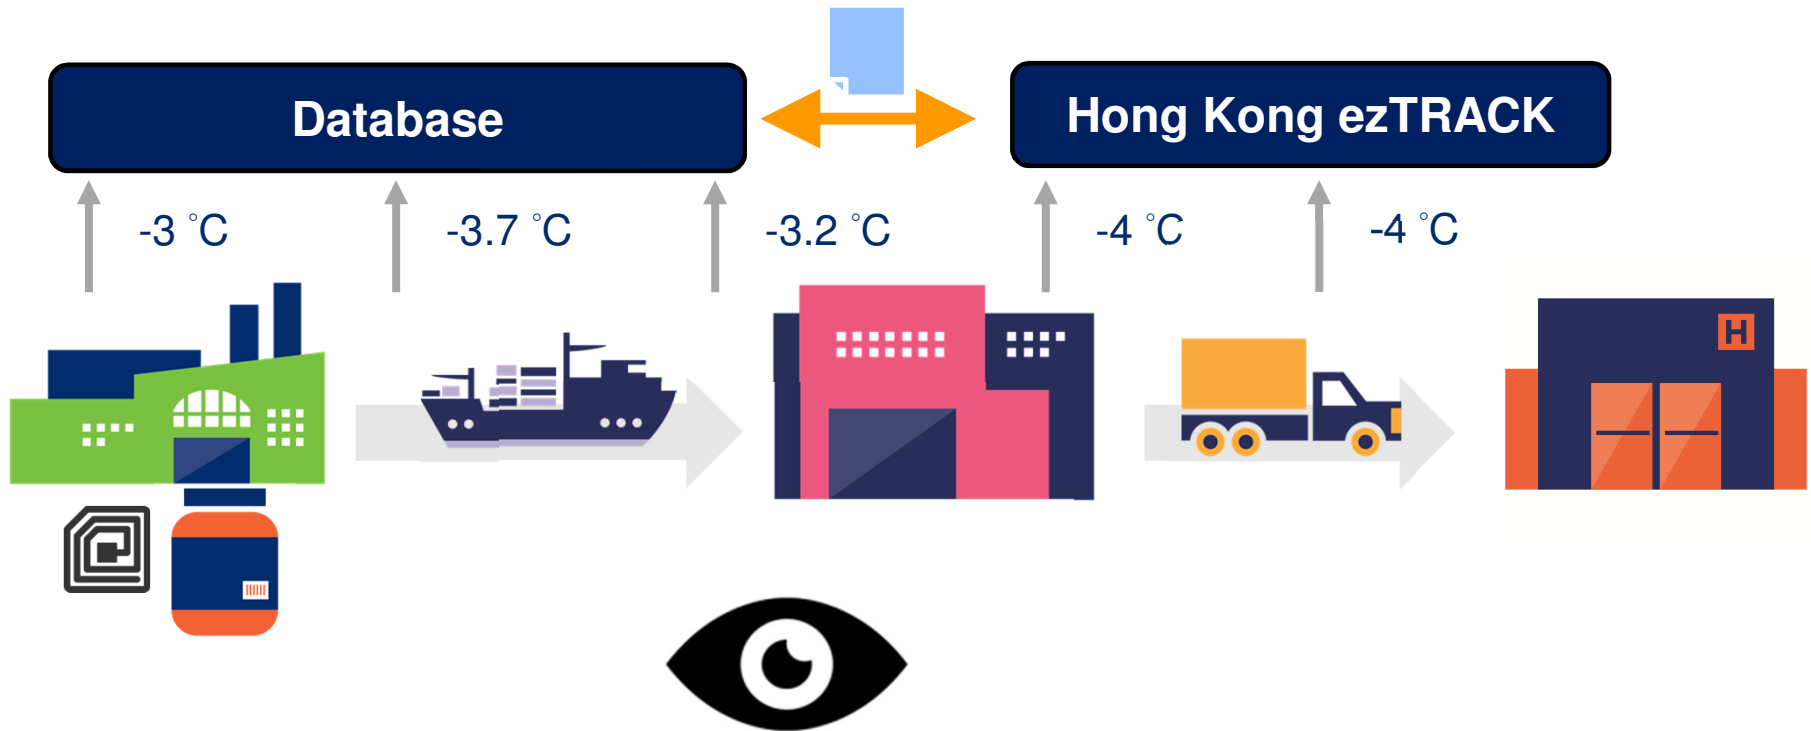 Database
Hong Kong ezTRACK
-3 °C
-3.7 °C
-3.2 °C
-4 °C
-4 °C
H